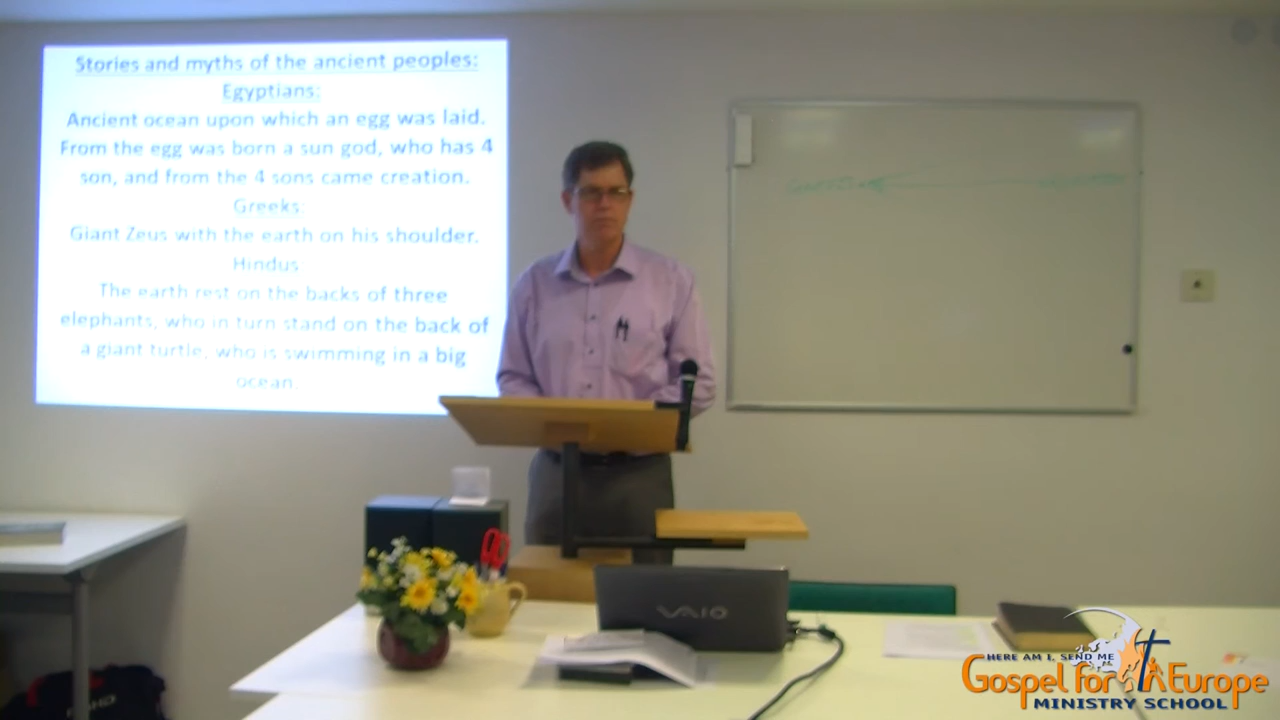 Stories and myths of the ancient peoples:
Egyptians:
Ancient ocean upon which an egg was laid.
From the egg was born a sun god, who has 4
son, and from the 4 sons came creation.
Greeks:
Giant Zeus with the earth on his shoulder.
Hindus
The earth rest on the backs of three
elephants, who in turn stand on the back of
a giant turtle, who is swimming in a big
ocean.
VAIO
HERE AM I, SEND ME
Gospel for Europe
MINISTRY SCHOOL